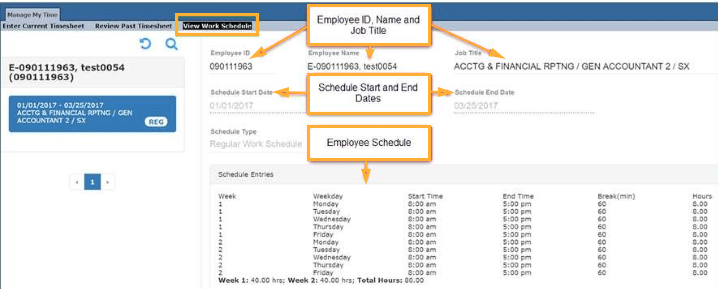 Manage My Time
Enter Current Timesheet Review Past Timesheet View Work Schedule
Employee ID, Name and
Job Title
E-090111963, test0054
(090111963)
01/01/2017 - 03/25/2017
ACCTG & FINANCIAL RPTNG / GEN
ACCOUNTANT 2 / SX
REG
‹ 1 ›
Employee ID Employee Name Job Title
090111963 E-090111963, test0054 ACCTG & FINANCIAL RPTNG / GEN ACCOUNTANT 2 / SX
Schedule Start and End
Dates
Schedule Start Date Schedule End Date
01/01/2017 03/25/2017
Schedule Type
Regular Work Schedule
Employee Schedule
Schedule Entries
Week Weekday Start Time End Time Break(min) Hours
1 Monday 8:00 am 5:00 pm 60 8.00
1 Tuesday 8:00 am 5:00 pm 60 8.00
1 Wednesday 8:00 am 5:00 pm 60 8.00
1 Thursday 8:00 am 5:00 pm 60 8.00
1 Friday 8:00 am 5:00 pm 60 8.00
2 Monday 8:00 am 5:00 pm 60 8.00
2 Tuesday 8:00 am 5:00 pm 60 8.00
2 Wednesday 8:00 am 5:00 pm 60 8.00
2 Thursday 8:00 am 5:00 pm 60 8.00
2 Friday 8:00 am 5:00 pm 60 8.00
Week 1: 40.00 hrs; Week 2: 40.00 hrs; Total Hours: 80.00